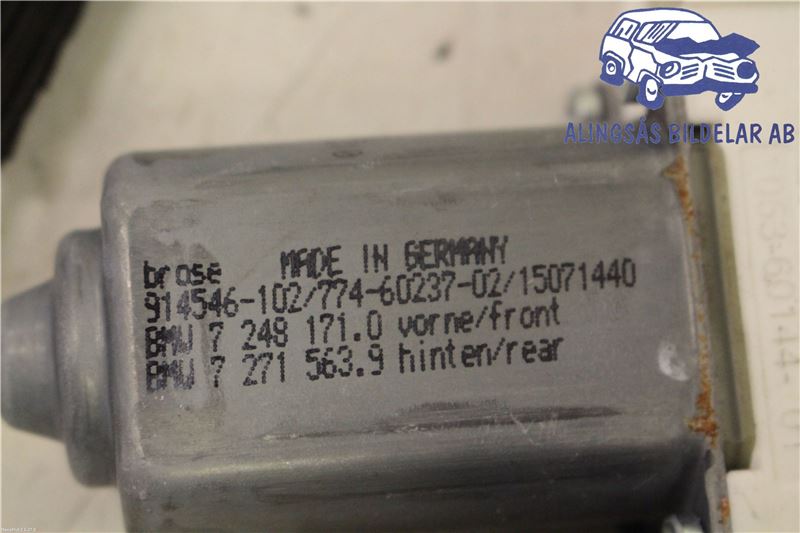 ALINGSÅS BILDELAR AB
brose MADE IN GERMANY
914546-102/774-60237-02/15071440
BMW 7 248 171.0 vorne/front
BMW 7 271 563.9 hinten/rear